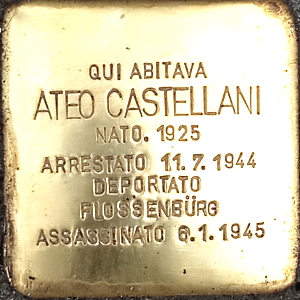 QUI ABITAVA
ATEO CASTELLANI
NATO. 1925
ARRESTATO 11.7.1944
DEPORTATO
FLOSSENBÜRG
ASSASSINATO 6.1.1945